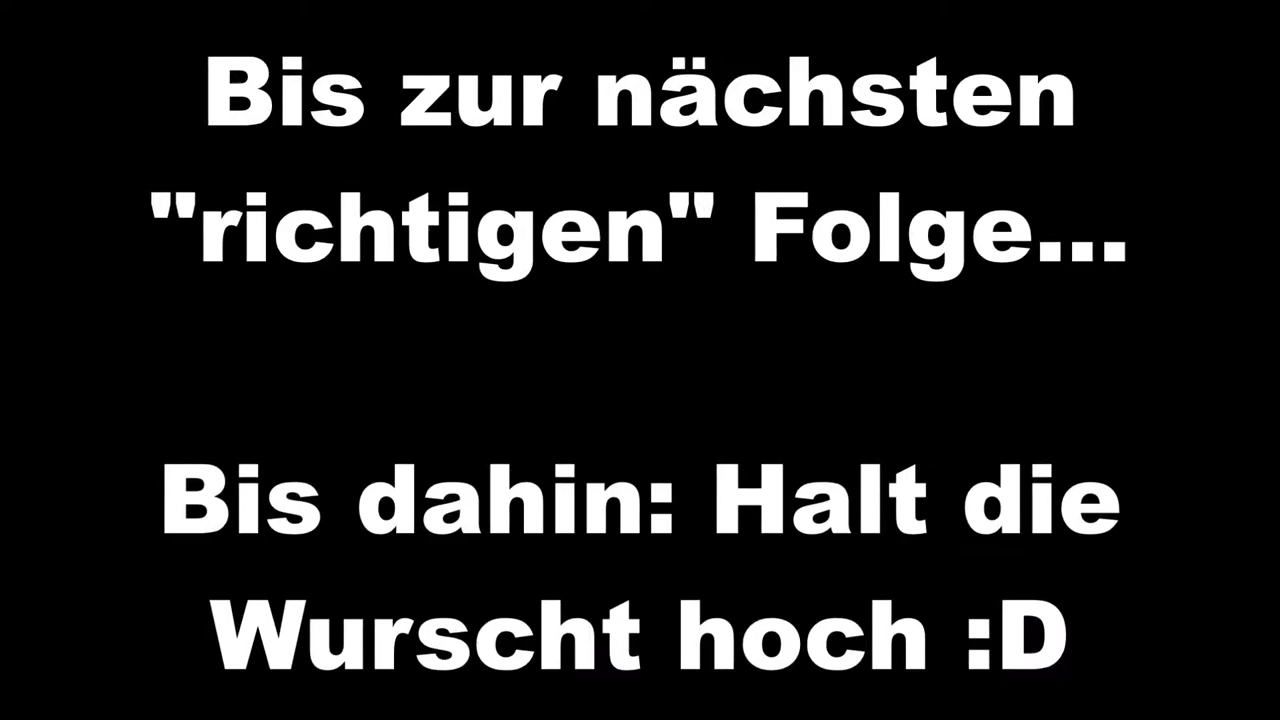 Bis zur nächsten
"richtigen" Folge...
Bis dahin: Halt die
Wurscht hoch :D